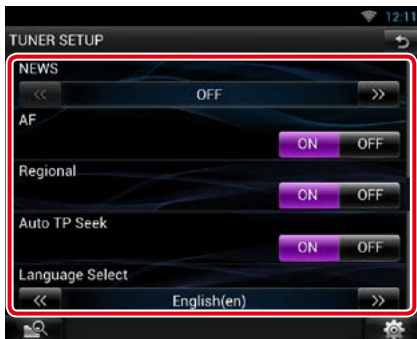 12:11
TUNER SETUP
NEWS
<< OFF >>
AF
ON OFF
Regional
ON OFF
Auto TP Seek
ON OFF
Language Select
<< English(en) >>